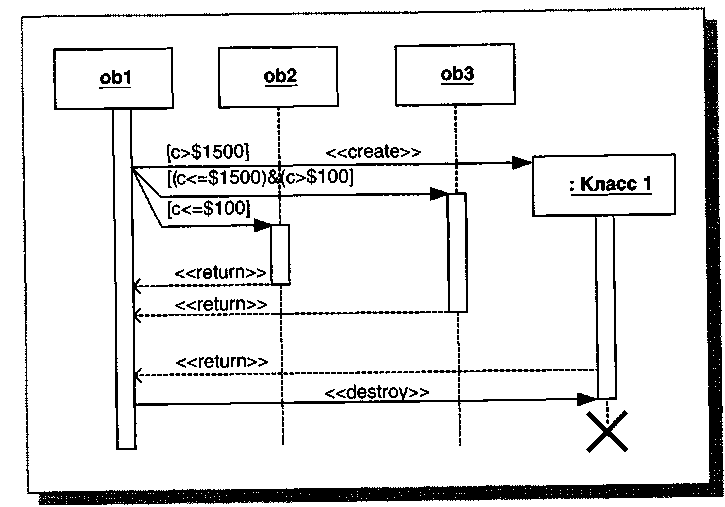 ob1
ob2
ob3
[c>$1500]
<<create>>
[(c<=$1500)&(c>$100]
: Класс 1
[c<=$100]
<<return>>
<<return>>
<<return>>
<<destroy>>